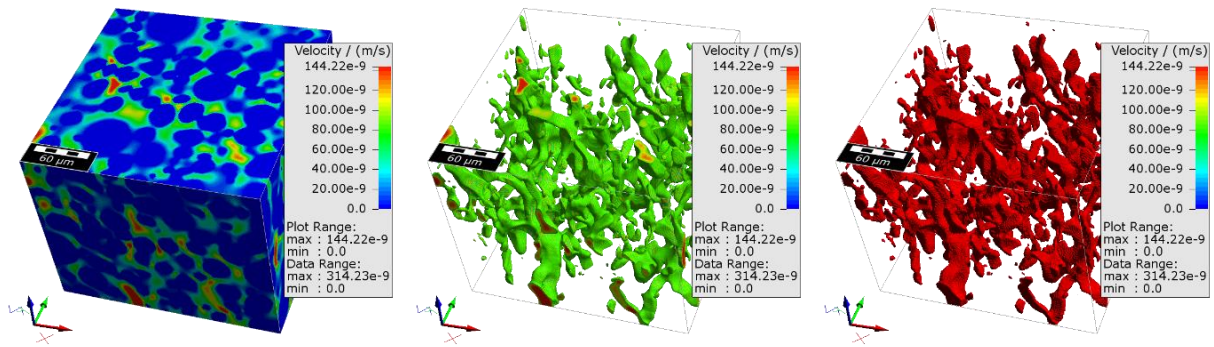 Velocity / (m/s)
144.22e-9
120.00e-9
100.00e-9
80.00e-9
60.00e-9
40.00e-9
20.00e-9
0.0
Plot Range:
max : 144.22e-9
min : 0.0
Data Range:
max : 314.23e-9
min : 0.0
60 µm
X
Velocity / (m/s)
144.22e-9
120.00e-9
100.00e-9
80.00e-9
60.00e-9
40.00e-9
20.00e-9
0.0
Plot Range:
max : 144.22e-9
min : 0.0
Data Range:
max : 314.23e-9
min : 0.0
60 µm
X
Velocity / (m/s)
144.22e-9
120.00e-9
100.00e-9
80.00e-9
60.00e-9
40.00e-9
20.00e-9
0.0
Plot Range:
max : 144.22e-9
min : 0.0
Data Range:
max : 314.23e-9
min : 0.0
60 µm
X